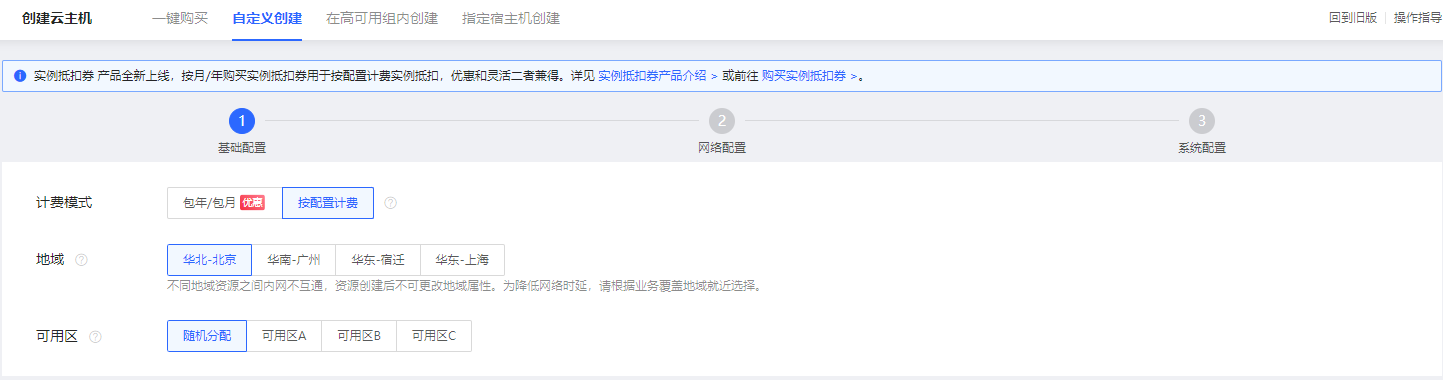 创建云主机 一键购买 自定义创建 在高可用组内创建 指定宿主机创建 回到旧版 操作指导
实例抵扣券 产品全新上线，按月/年购买实例抵扣券用于按配置计费实例抵扣，优惠和灵活二者兼得。详见 实例抵扣券产品介绍 > 或前往 购买实例抵扣券 >。
1 2 3
基础配置 网络配置 系统配置
计费模式 包年/包月 优惠 按配置计费 ?
地域 ? 华北-北京 华南-广州 华东-宿迁 华东-上海
不同地域资源之间内网不互通，资源创建后不可更改地域属性。为降低网络时延，请根据业务覆盖地域就近选择。
可用区 ? 随机分配 可用区A 可用区B 可用区C